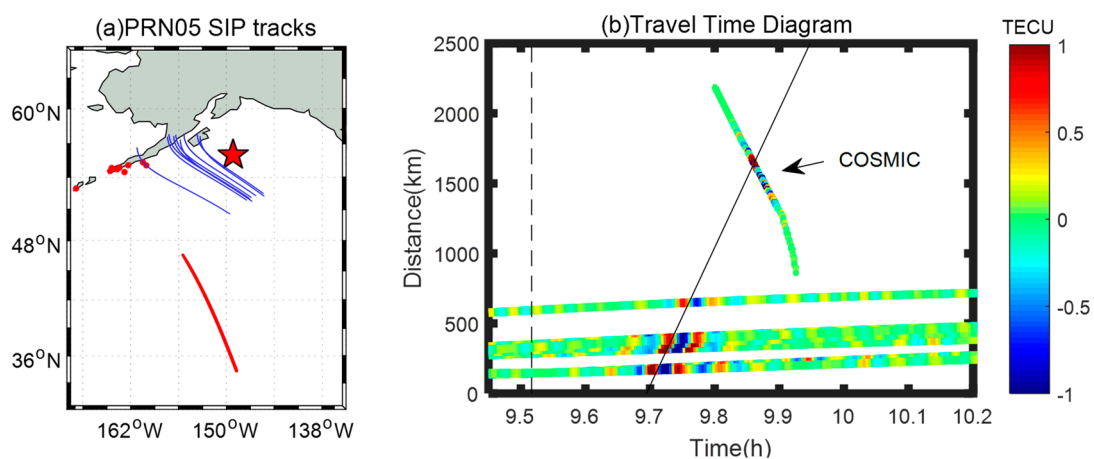 (a)PRN05 SIP tracks
60°N
48°N
36°N
162°W 150°W 138°W
(b)Travel Time Diagram
Distance(km)
2500
2000
1500
1000
500
0
COSMIC
9.5 9.6 9.7 9.8 9.9 10 10.1 10.2
Time(h)
TECU
1
0.5
0
-0.5
-1